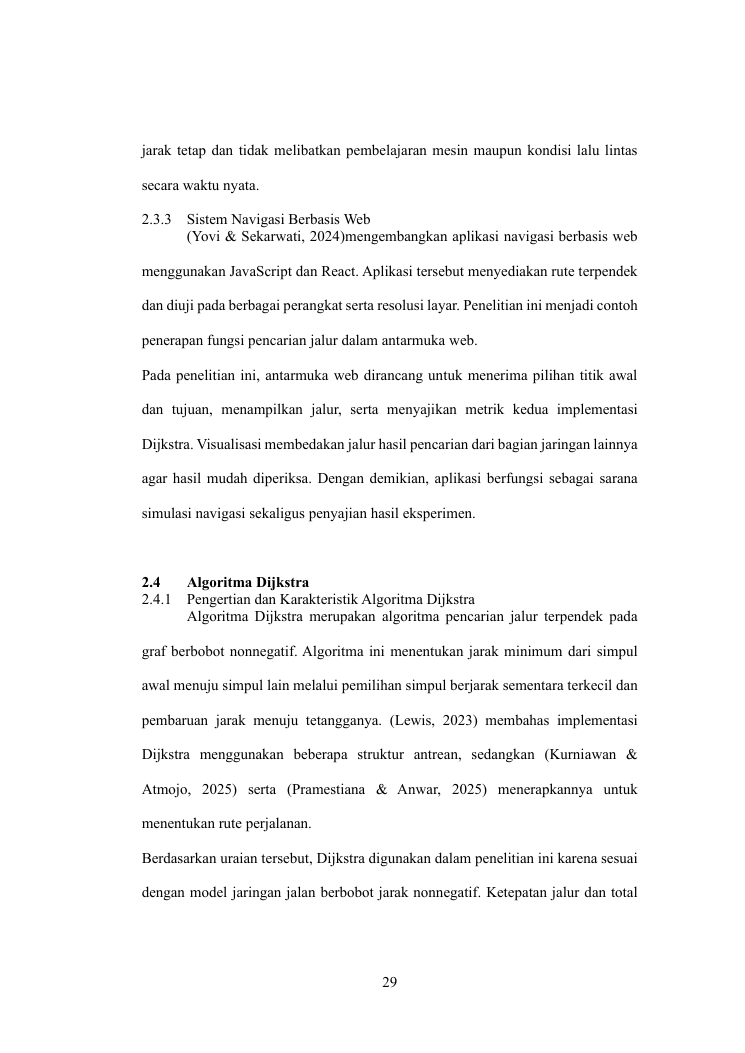 jarak tetap dan tidak melibatkan pembelajaran mesin maupun kondisi lalu lintas
secara waktu nyata.
2.3.3 Sistem Navigasi Berbasis Web
(Yovi & Sekarwati, 2024)mengembangkan aplikasi navigasi berbasis web
menggunakan JavaScript dan React. Aplikasi tersebut menyediakan rute terpendek
dan diuji pada berbagai perangkat serta resolusi layar. Penelitian ini menjadi contoh
penerapan fungsi pencarian jalur dalam antarmuka web.
Pada penelitian ini, antarmuka web dirancang untuk menerima pilihan titik awal
dan tujuan, menampilkan jalur, serta menyajikan metrik kedua implementasi
Dijkstra. Visualisasi membedakan jalur hasil pencarian dari bagian jaringan lainnya
agar hasil mudah diperiksa. Dengan demikian, aplikasi berfungsi sebagai sarana
simulasi navigasi sekaligus penyajian hasil eksperimen.
2.4 Algoritma Dijkstra
2.4.1 Pengertian dan Karakteristik Algoritma Dijkstra
Algoritma Dijkstra merupakan algoritma pencarian jalur terpendek pada
graf berbobot nonnegatif. Algoritma ini menentukan jarak minimum dari simpul
awal menuju simpul lain melalui pemilihan simpul berjarak sementara terkecil dan
pembaruan jarak menuju tetangganya. (Lewis, 2023) membahas implementasi
Dijkstra menggunakan beberapa struktur antrean, sedangkan (Kurniawan &
Atmojo, 2025) serta (Pramestiana & Anwar, 2025) menerapkannya untuk
menentukan rute perjalanan.
Berdasarkan uraian tersebut, Dijkstra digunakan dalam penelitian ini karena sesuai
dengan model jaringan jalan berbobot jarak nonnegatif. Ketepatan jalur dan total
29